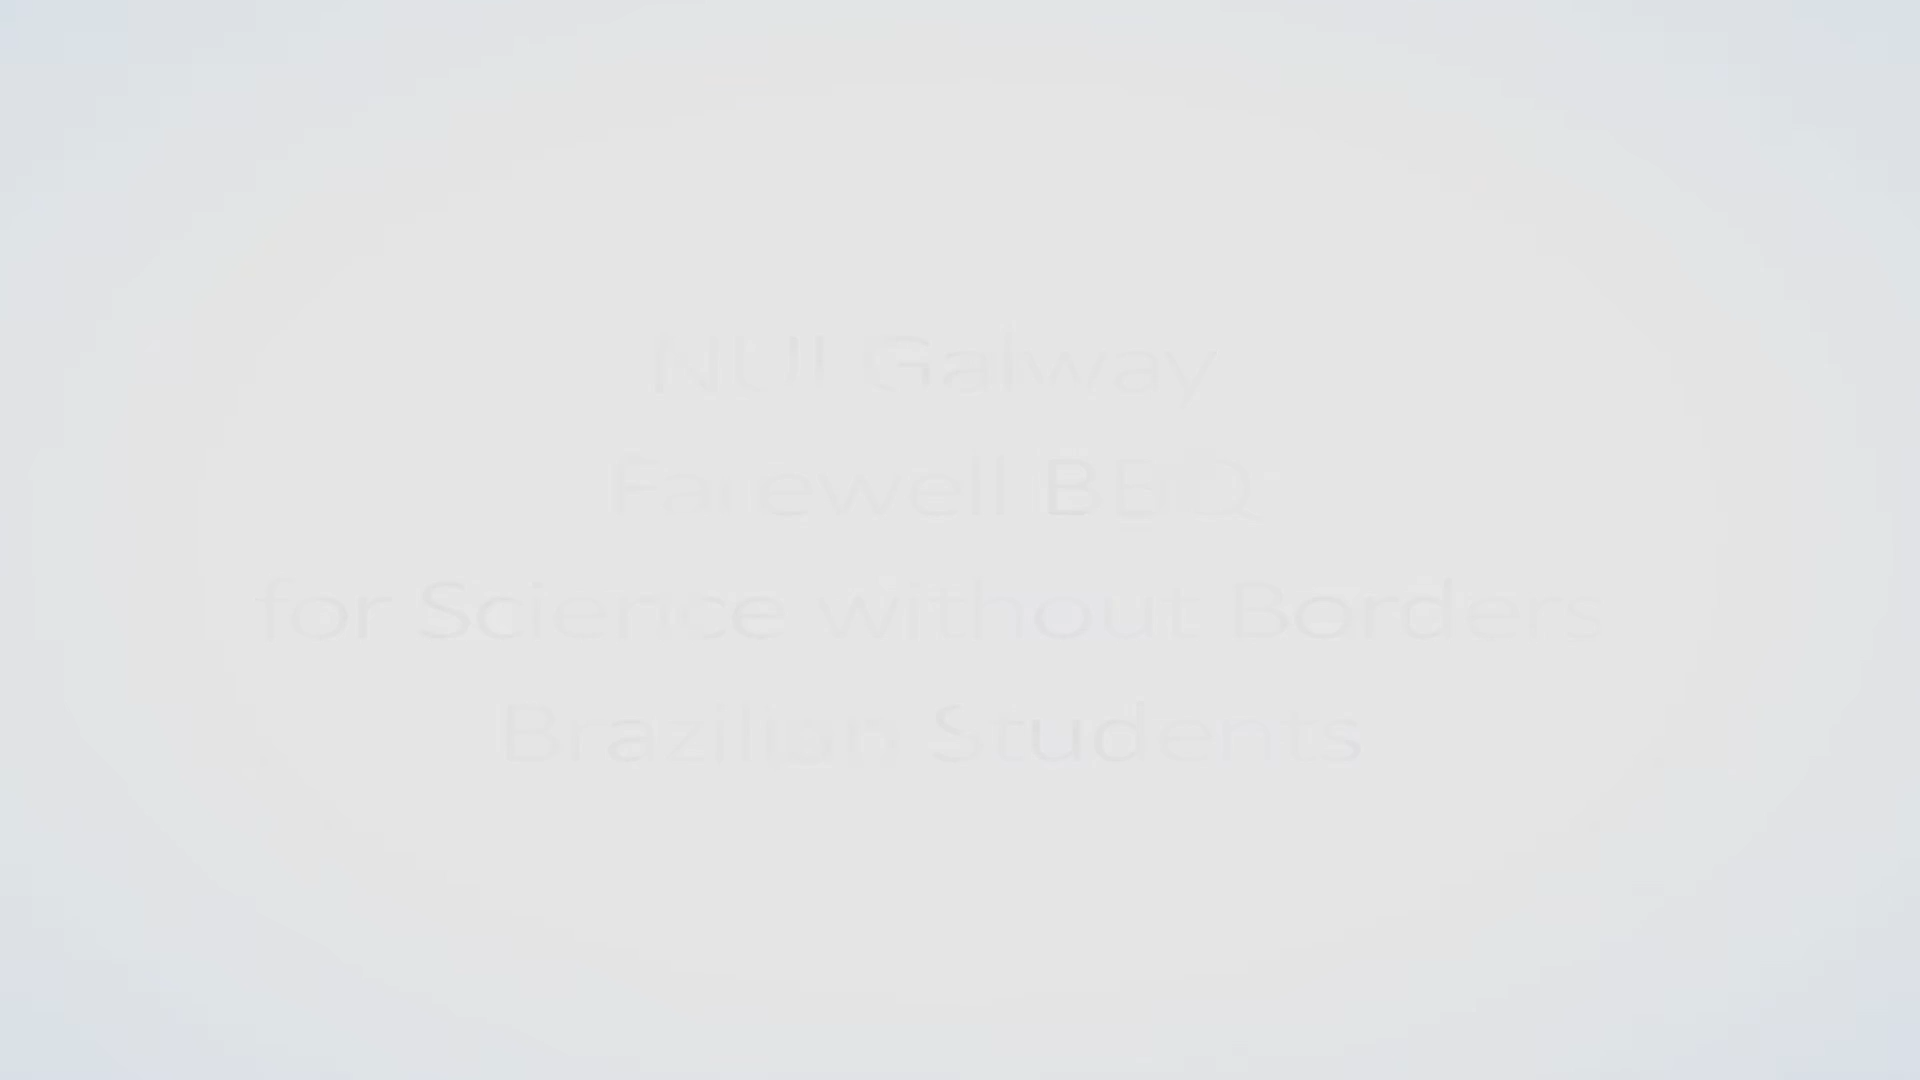 NUI Galway
Farewell BBQ
for Science without Borders
Brazilian Students